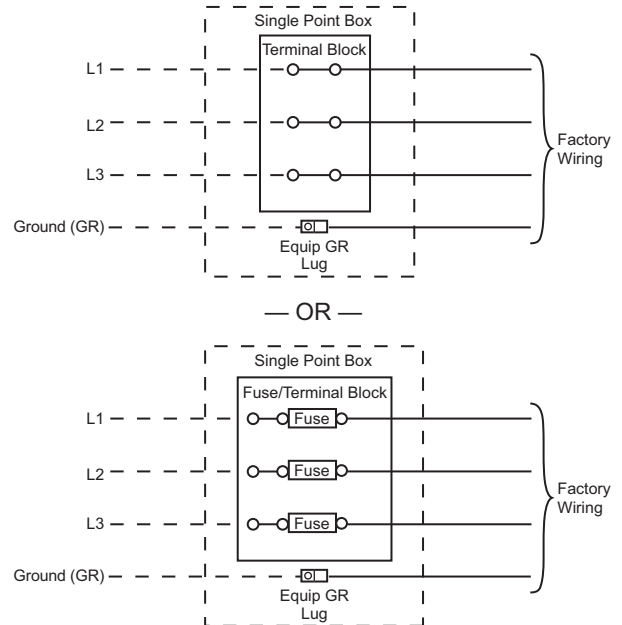 Single Point Box
Terminal Block
L1
L2
L3
Factory
Wiring
Ground (GR)
Equip GR
Lug
— OR —
Single Point Box
Fuse/Terminal Block
L1
Fuse
L2
Fuse
Factory
Wiring
L3
Fuse
Ground (GR)
Equip GR
Lug